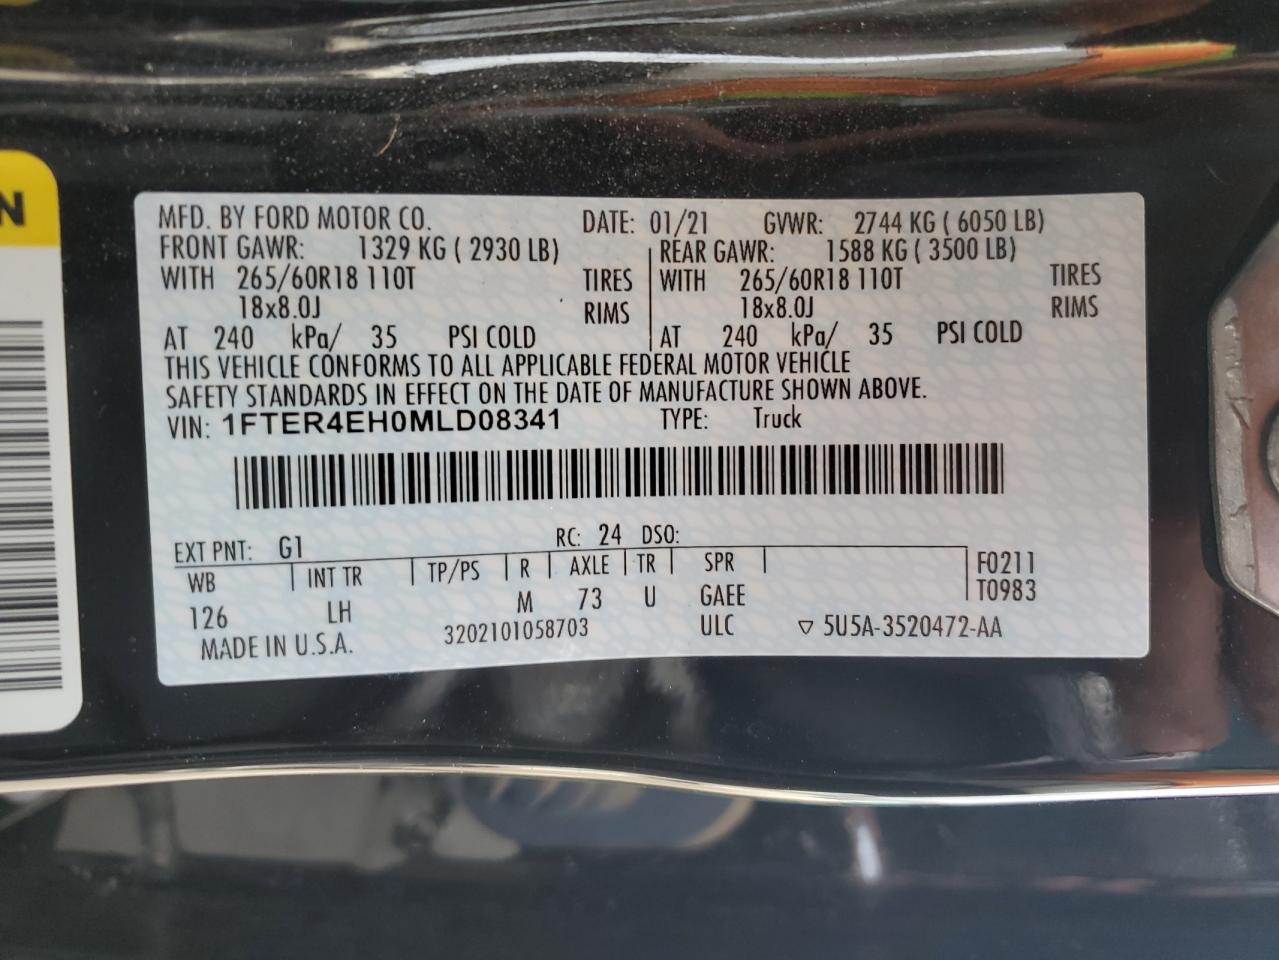 N
MFD. BY FORD MOTOR CO. DATE: 01/21 GVWR: 2744 KG ( 6050 LB)
FRONT GAWR: 1329 KG ( 2930 LB) REAR GAWR: 1588 KG ( 3500 LB)
WITH 265/60R18 110T TIRES WITH 265/60R18 110T TIRES
18x8.0J RIMS 18x8.0J RIMS
AT 240 kPa/ 35 PSI COLD AT 240 kPa/ 35 PSI COLD
THIS VEHICLE CONFORMS TO ALL APPLICABLE FEDERAL MOTOR VEHICLE
SAFETY STANDARDS IN EFFECT ON THE DATE OF MANUFACTURE SHOWN ABOVE.
VIN: 1FTER4EH0MLD08341 TYPE: Truck
EXT PNT: G1 RC: 24 DSO:
WB INT TR TP/PS R AXLE TR SPR F0211
126 LH M 73 U GAEE T0983
MADE IN U.S.A. 3202101058703 ULC ▽ 5U5A-3520472-AA